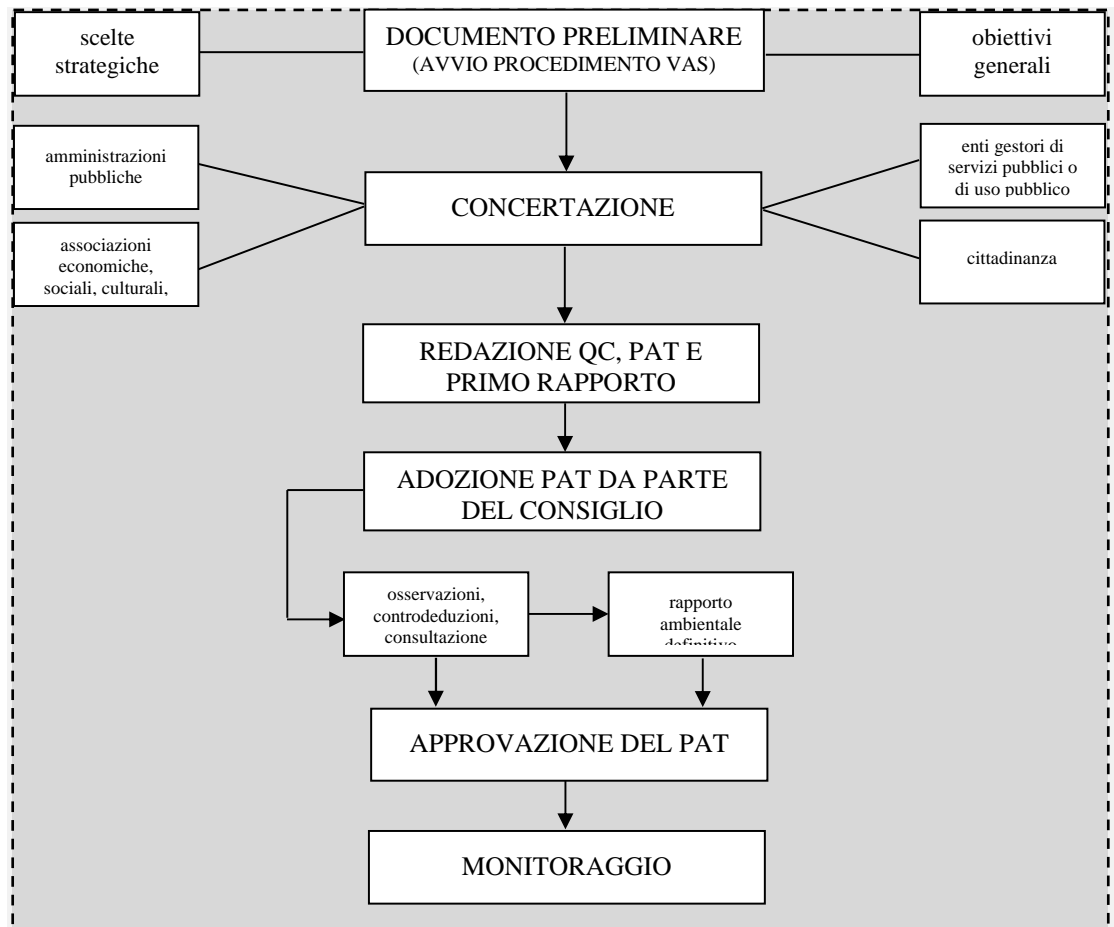 scelte
strategiche
DOCUMENTO PRELIMINARE
(AVVIO PROCEDIMENTO VAS)
obiettivi
generali
amministrazioni
pubbliche
enti gestori di
servizi pubblici o
di uso pubblico
CONCERTAZIONE
associazioni
economiche,
sociali, culturali,
cittadinanza
REDAZIONE QC, PAT E
PRIMO RAPPORTO
ADOZIONE PAT DA PARTE
DEL CONSIGLIO
osservazioni,
controdeduzioni,
consultazione
rapporto
ambientale
definitivo
APPROVAZIONE DEL PAT
MONITORAGGIO